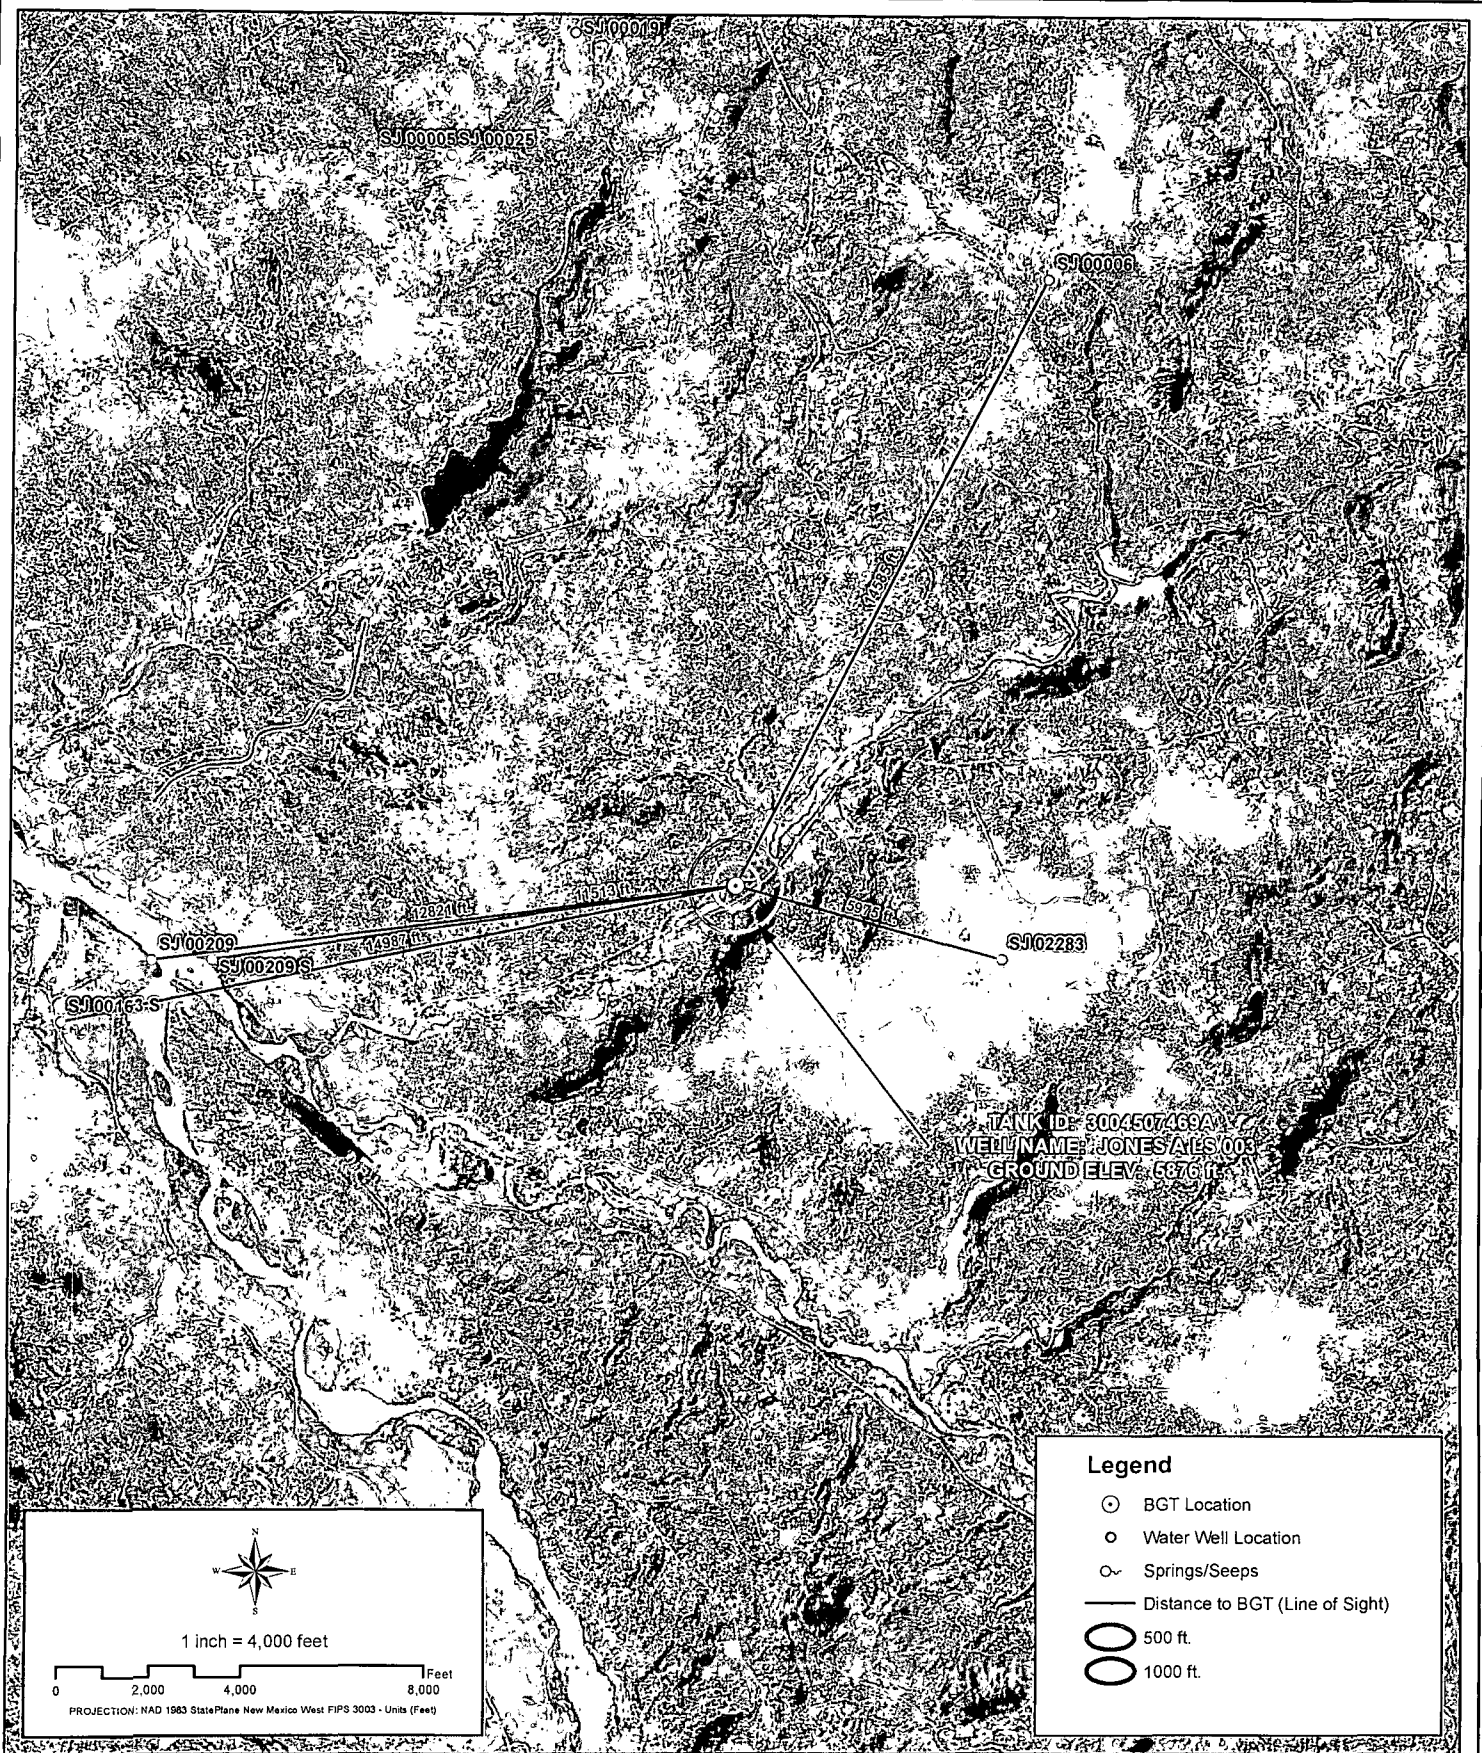 SJ 00019
SJ 00005 SJ 00025
SJ 00006
11513 ft.
12821 ft.
14987 ft.
SJ 00209
SJ 00209 S
SJ 00163 S
SJ 02283
TANK ID: 3004507469A
WELL NAME: JONES A LS 003
GROUND ELEV: 5876 ft.
Legend
BGT Location
Water Well Location
Springs/Seeps
Distance to BGT (Line of Sight)
500 ft.
1000 ft.
N
W E
S
1 inch = 4,000 feet
Feet
0 2,000 4,000 8,000
PROJECTION: NAD 1983 StatePlane New Mexico West FIPS 3003 - Units (Feet)